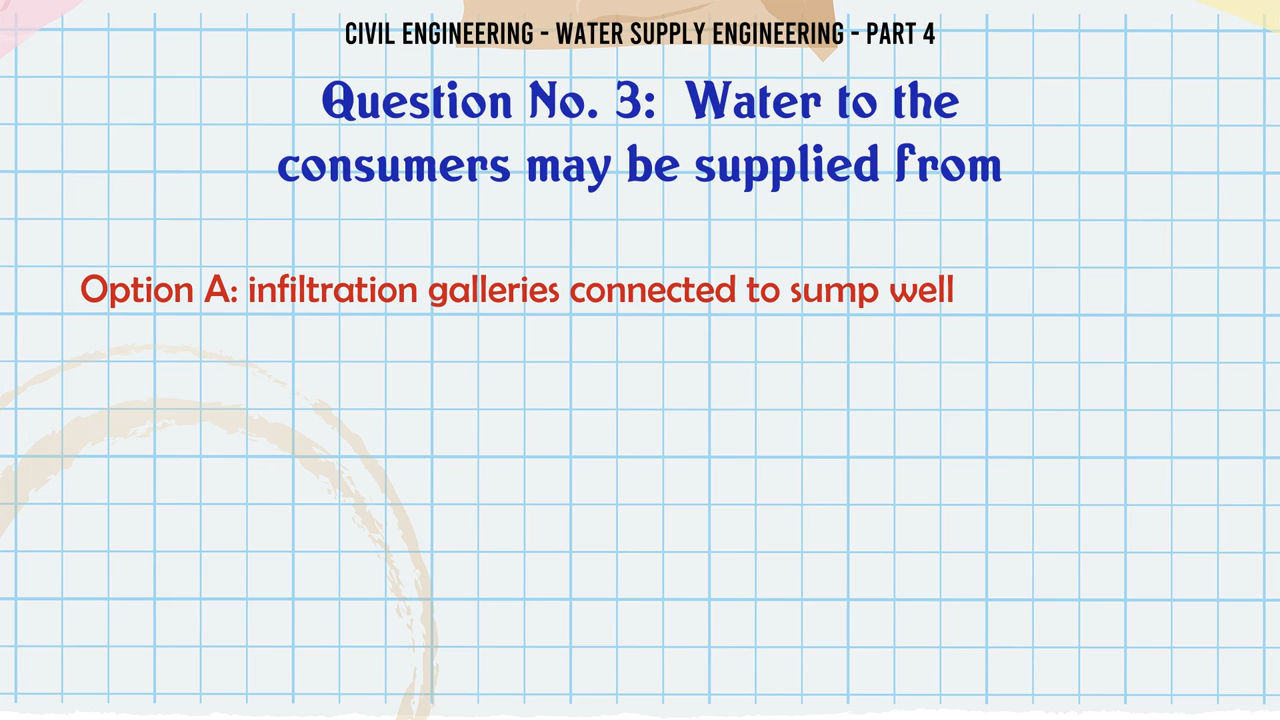 CIVIL ENGINEERING - WATER SUPPLY ENGINEERING - PART 4
Question No. 3: Water to the
consumers may be supplied from
Option A: infiltration galleries connected to sump well